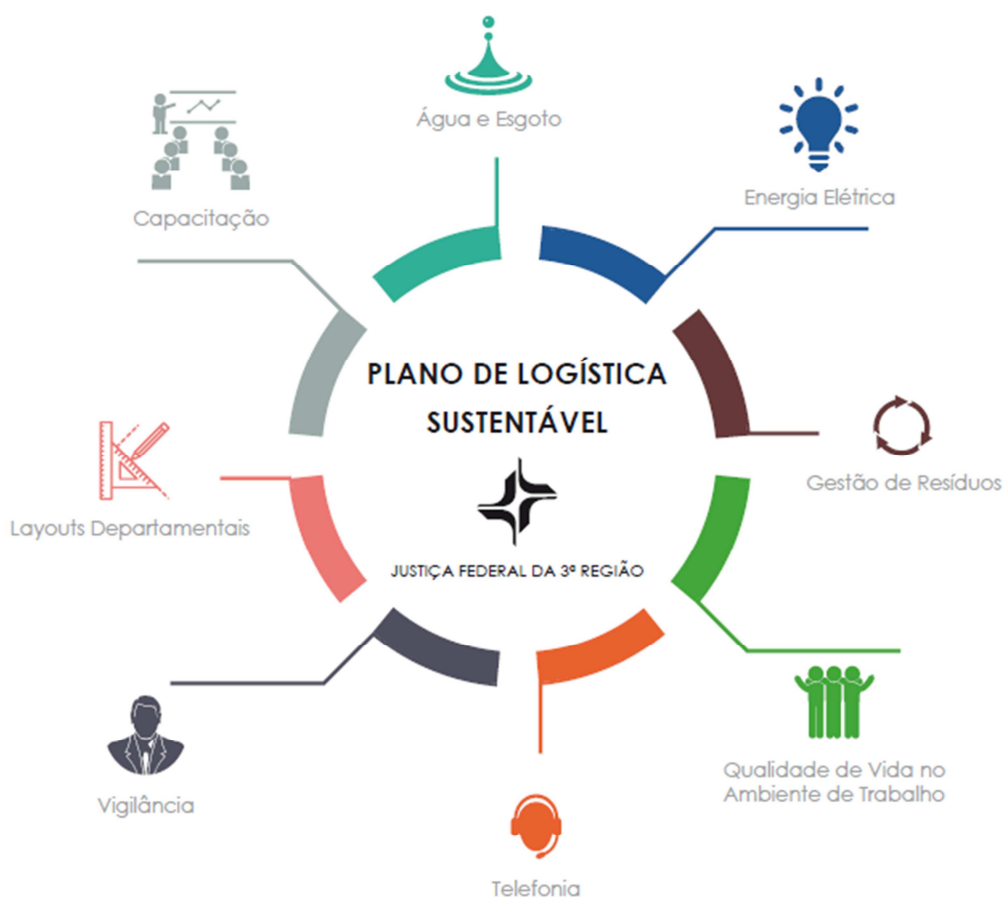 Água e Esgoto
Energia Elétrica
Capacitação
PLANO DE LOGÍSTICA
SUSTENTÁVEL
JUSTIÇA FEDERAL DA 3ª REGIÃO
Gestão de Resíduos
Layouts Departamentais
Qualidade de Vida no
Ambiente de Trabalho
Vigilância
Telefonia